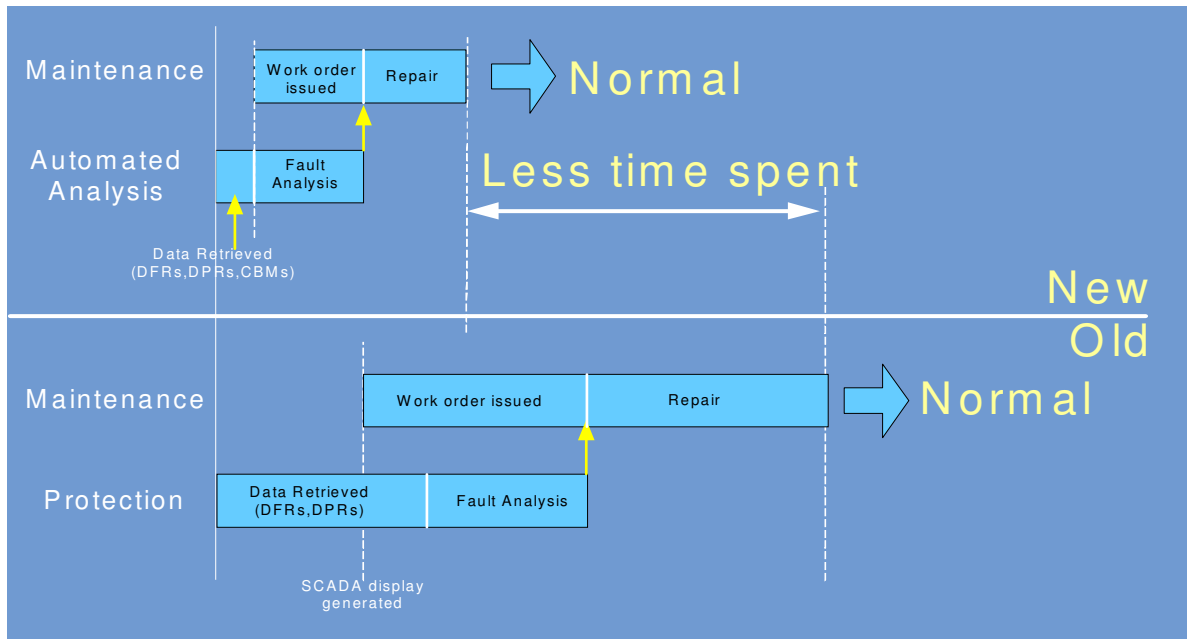 Maintenance
Work order
issued
Repair
Normal
Automated
Analysis
Fault
Analysis
Less time spent
Data Retrieved
(DFRs,DPRs,CBMs)
New
Old
Maintenance
Work order issued
Repair
Normal
Protection
Data Retrieved
(DFRs,DPRs)
Fault Analysis
SCADA display
generated